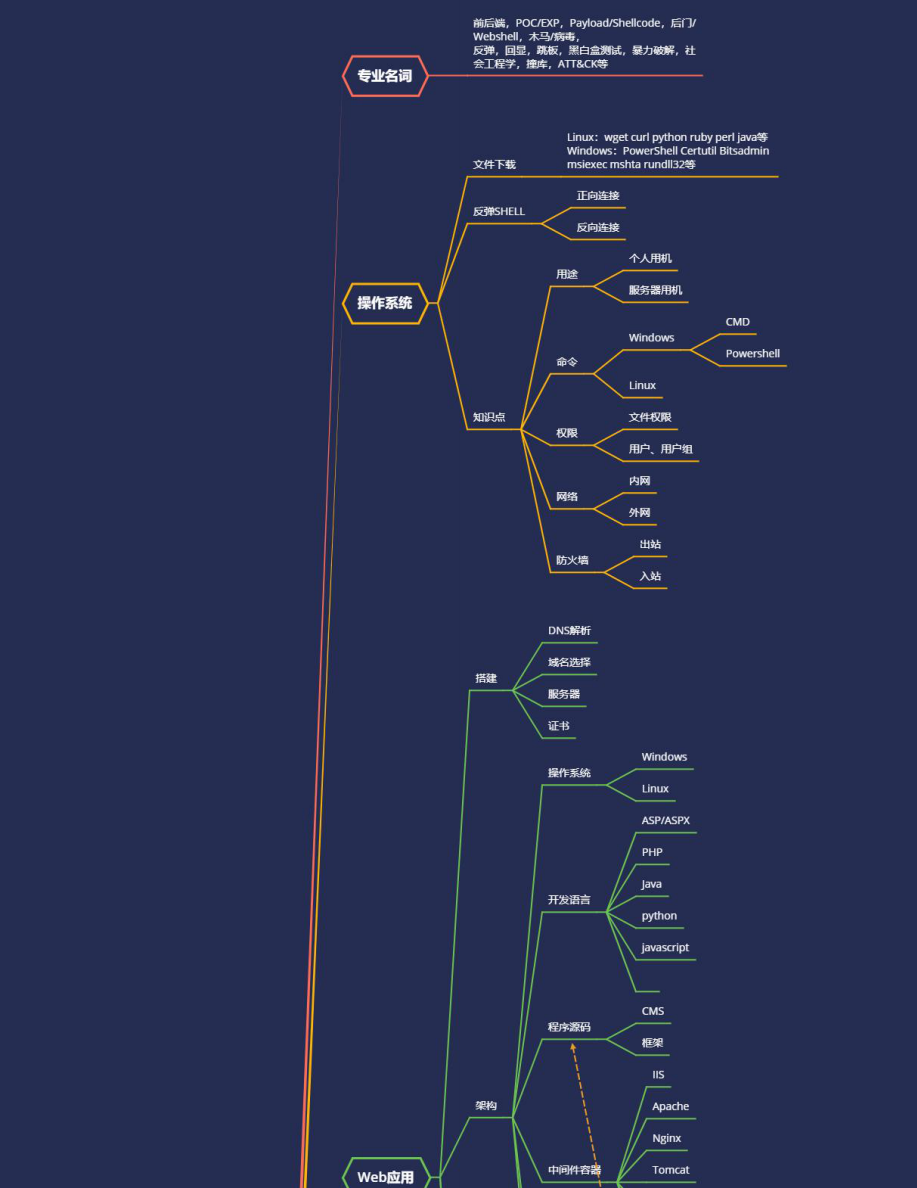 前后端，POC/EXP，Payload/Shellcode，后门/
Webshell，木马/病毒，
反弹，回显，跳板，黑白盒测试，暴力破解，社
会工程学，撞库，ATT&CK等
专业名词
Linux：wget curl python ruby perl java等
Windows：PowerShell Certutil Bitsadmin
msiexec mshta rundll32等
文件下载
正向连接
反弹SHELL
反向连接
个人用机
用途
服务器用机
操作系统
CMD
Windows
Powershell
命令
Linux
文件权限
知识点
权限
用户、用户组
内网
网络
外网
出站
防火墙
入站
DNS解析
域名选择
搭建
服务器
证书
Windows
操作系统
Linux
ASP/ASPX
PHP
Java
开发语言
python
javascript
CMS
程序源码
框架
IIS
架构
Apache
Nginx
中间件容器
Tomcat
Web应用